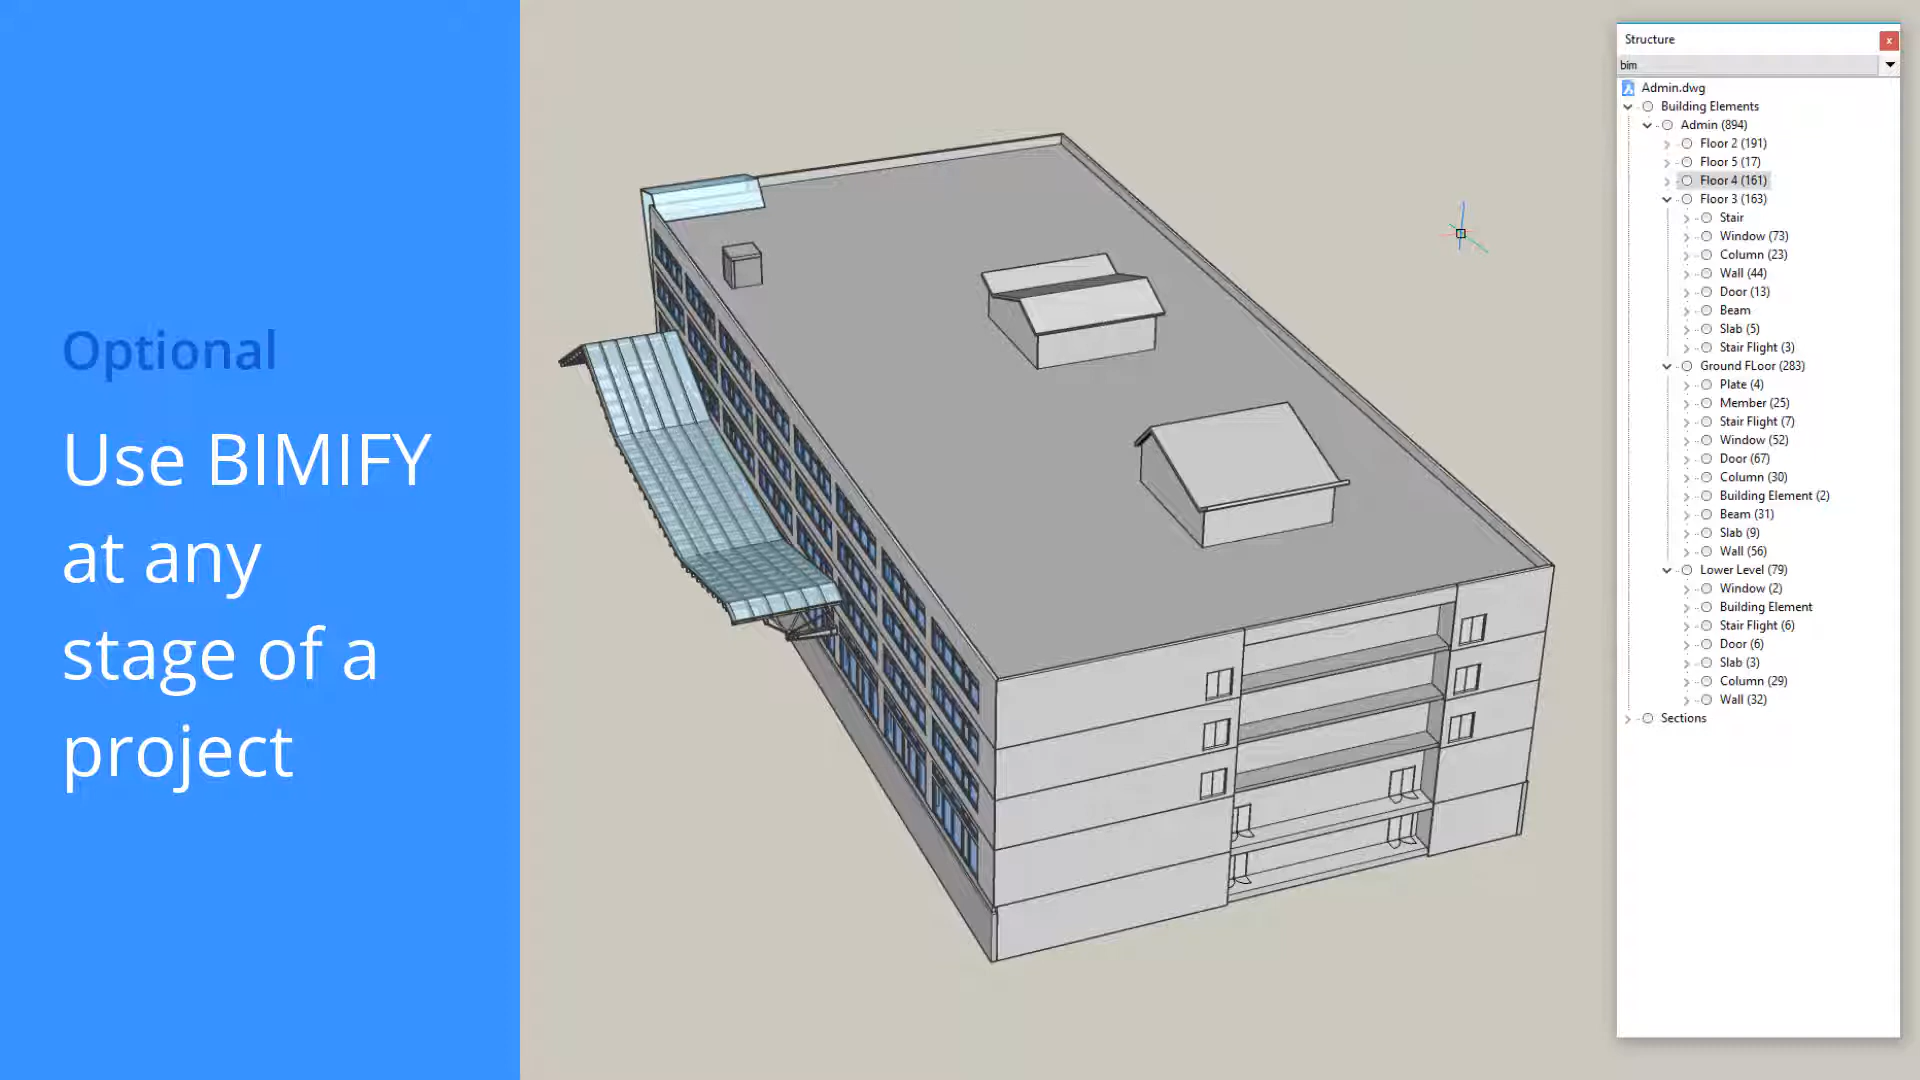 Optional
Use BIMIFY
at any
stage of a
project
Structure
x
bim
Admin.dwg
Building Elements
Admin (894)
Floor 2 (191)
Floor 5 (17)
Floor 4 (161)
Floor 3 (163)
Stair
Window (73)
Column (23)
Wall (44)
Door (13)
Beam
Slab (5)
Stair Flight (3)
Ground FLoor (283)
Plate (4)
Member (25)
Stair Flight (7)
Window (52)
Door (67)
Column (30)
Building Element (2)
Beam (31)
Slab (9)
Wall (56)
Lower Level (79)
Window (2)
Building Element
Stair Flight (6)
Door (6)
Slab (3)
Column (29)
Wall (32)
Sections